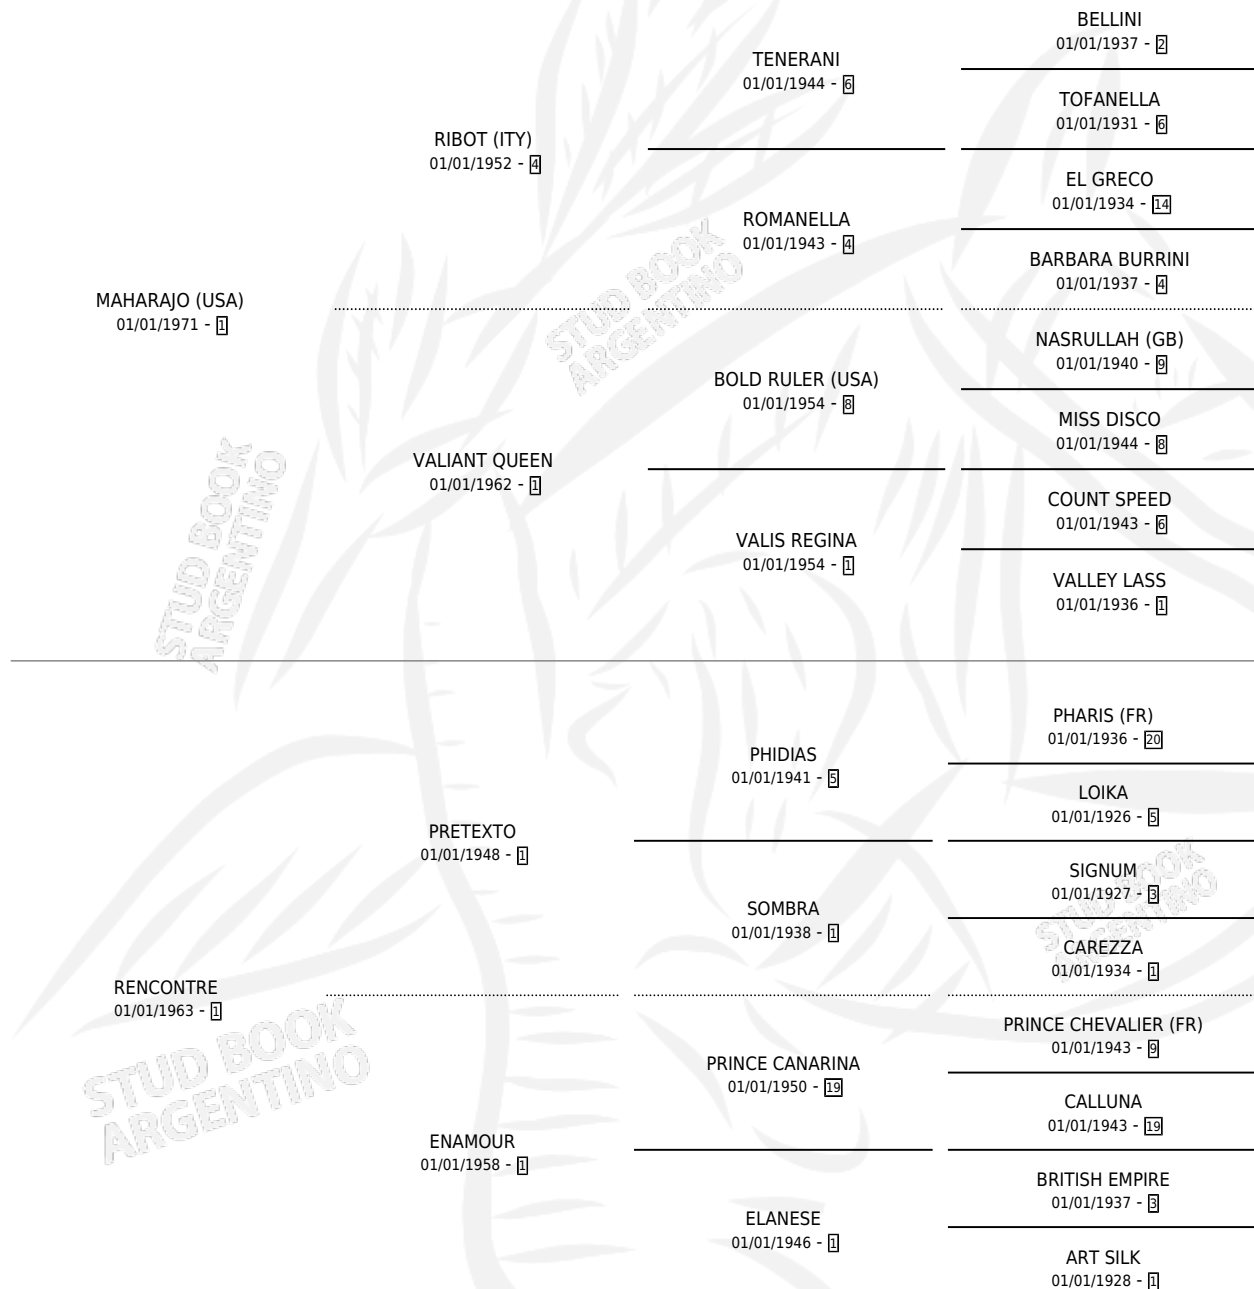 BELLINI
01/01/1937 - 2
TENERANI
01/01/1944 - 6
TOFANELLA
01/01/1931 - 6
RIBOT (ITY)
01/01/1952 - 4
EL GRECO
01/01/1934 - 14
ROMANELLA
01/01/1943 - 4
BARBARA BURRINI
01/01/1937 - 4
MAHARAJO (USA)
01/01/1971 - 1
NASRULLAH (GB)
01/01/1940 - 9
BOLD RULER (USA)
01/01/1954 - 8
MISS DISCO
01/01/1944 - 8
VALIANT QUEEN
01/01/1962 - 1
COUNT SPEED
01/01/1943 - 6
VALIS REGINA
01/01/1954 - 1
VALLEY LASS
01/01/1936 - 1
PHARIS (FR)
01/01/1936 - 20
PHIDIAS
01/01/1941 - 5
LOIKA
01/01/1926 - 5
PRETEXTO
01/01/1948 - 1
SIGNUM
01/01/1927 - 3
SOMBRA
01/01/1938 - 1
CAREZZA
01/01/1934 - 1
RENCONTRE
01/01/1963 - 1
PRINCE CHEVALIER (FR)
01/01/1943 - 9
PRINCE CANARINA
01/01/1950 - 19
CALLUNA
01/01/1943 - 19
ENAMOUR
01/01/1958 - 1
BRITISH EMPIRE
01/01/1937 - 3
ELANESE
01/01/1946 - 1
ART SILK
01/01/1928 - 1
STUD BOOK
ARGENTINO
STUD BOOK
ARGENTINO
STUD BOOK
ARGENTINO
STUD BOOK
ARGENTINO